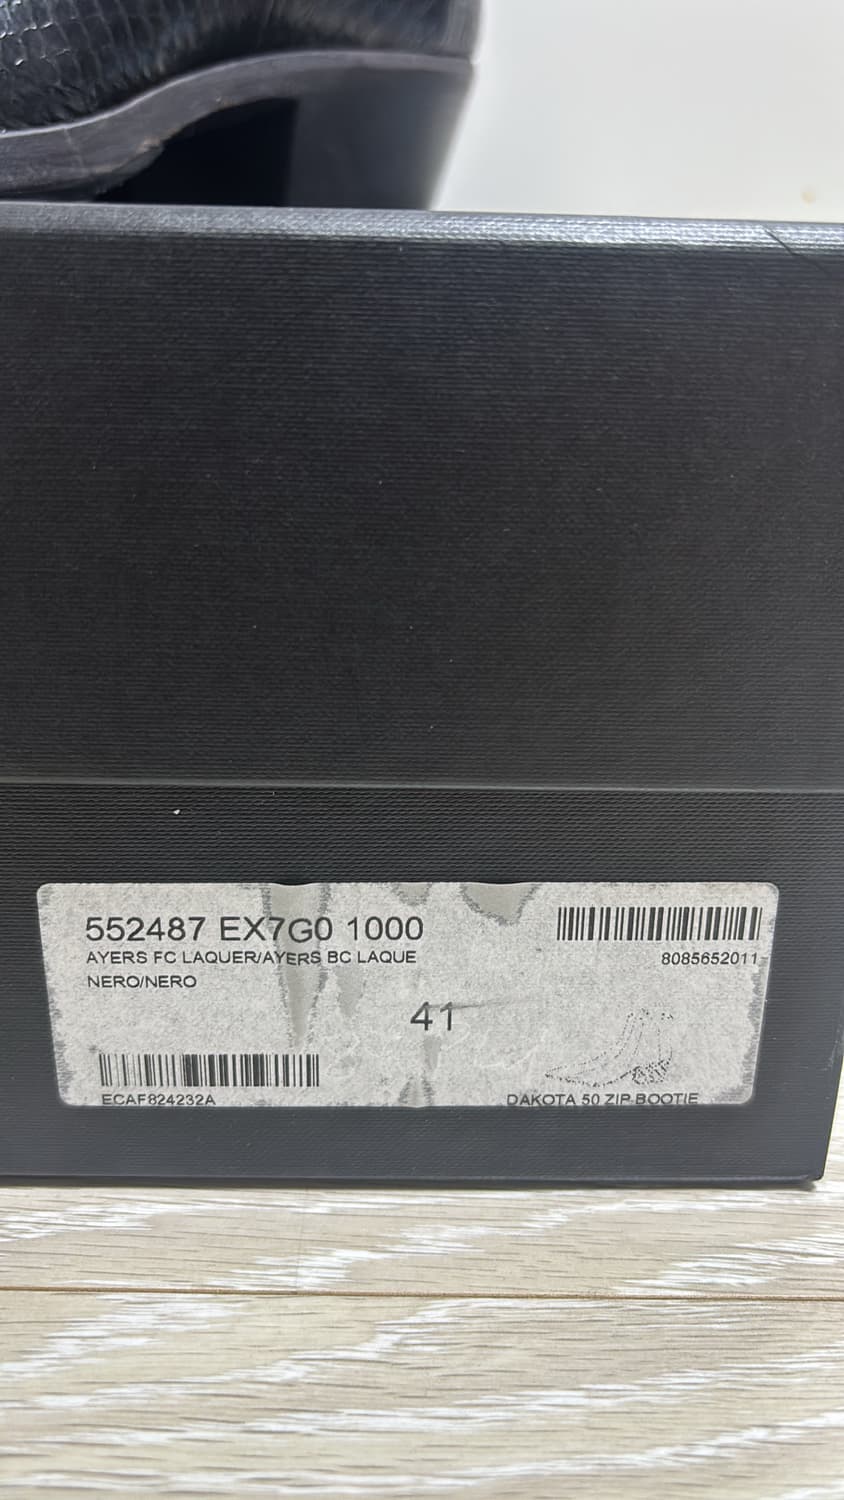 552487 EX7G0 1000
AYERS FC LAQUER/AYERS BC LAQUE
NERO/NERO
8085652011
41
ECAF824232A
DAKOTA 50 ZIP BOOTIE